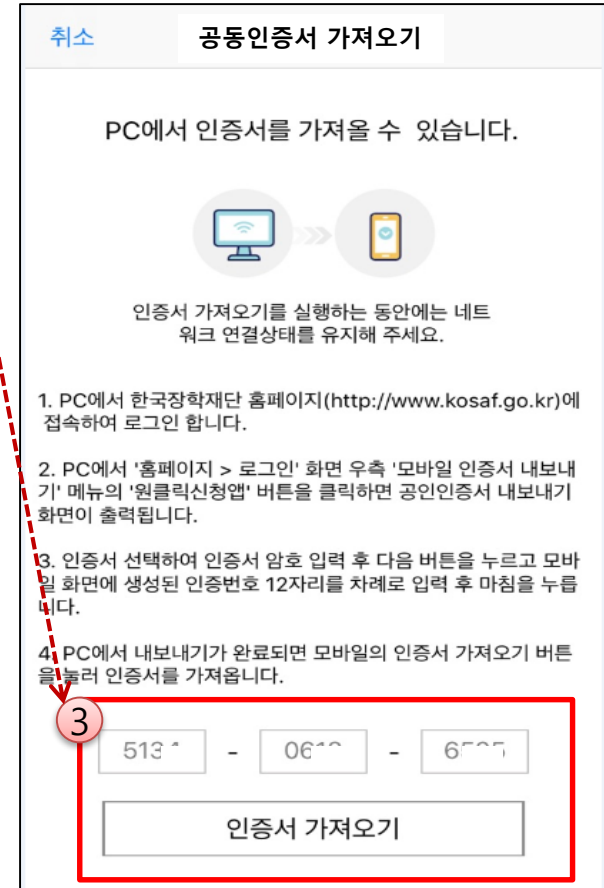 취소 공동인증서 가져오기
PC에서 인증서를 가져올 수 있습니다.
인증서 가져오기를 실행하는 동안에는 네트
워크 연결상태를 유지해 주세요.
1. PC에서 한국장학재단 홈페이지(http://www.kosaf.go.kr)에
접속하여 로그인 합니다.
2. PC에서 '홈페이지 > 로그인' 화면 우측 '모바일 인증서 내보내
기' 메뉴의 '원클릭신청앱' 버튼을 클릭하면 공인인증서 내보내기
화면이 출력됩니다.
3. 인증서 선택하여 인증서 암호 입력 후 다음 버튼을 누르고 모바
일 화면에 생성된 인증번호 12자리를 차례로 입력 후 마침을 누릅
니다.
4. PC에서 내보내기가 완료되면 모바일의 인증서 가져오기 버튼
을 눌러 인증서를 가져옵니다.
3
- -
인증서 가져오기